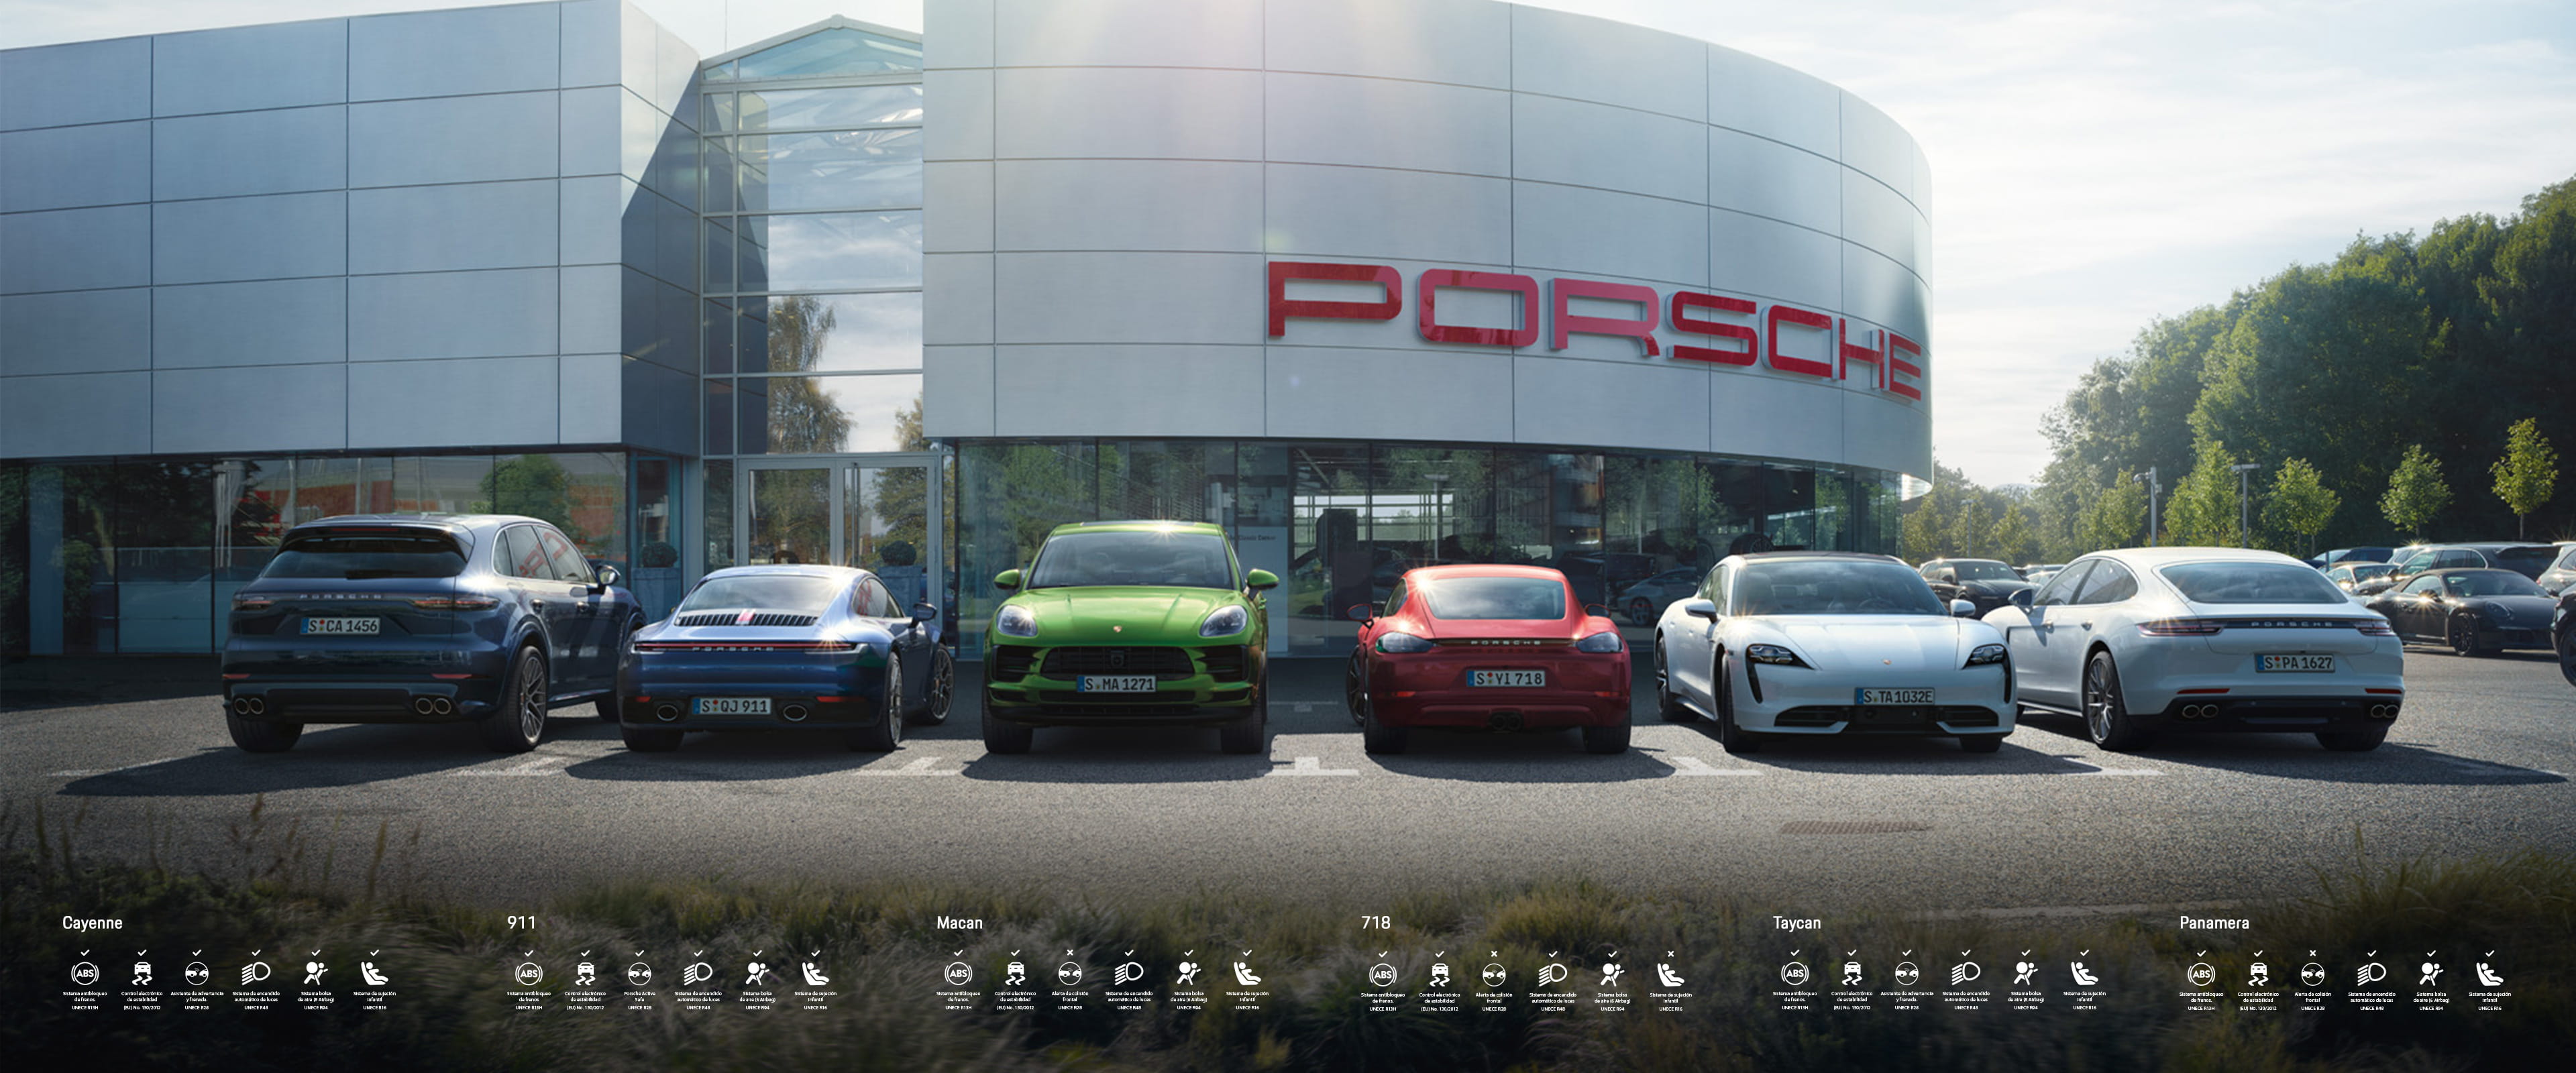 PORSCHE
PORSCHE
S CA 1456
PORSCHE
S QJ 911
S MA 1271
PORSCHE
S VI 718
S TA 1032E
PORSCHE
S PA 1627
Cayenne
ABS
Sistema antibloqueo
de frenos.
UNECE R13H
Control electrónico
de estabilidad
(EU) No. 130/2012
Asistente de advertencia
y frenada.
UNECE R28
Sistema de encendido
automático de luces
UNECE R48
Sistema bolsa
de aire (6 Airbag)
UNECE R94
Sistema de sujeción
infantil
UNECE R16
911
ABS
Sistema antibloqueo
de frenos
UNECE R13H
Control electrónico
de estabilidad
(EU) No. 130/2012
Porsche Active
Safe
UNECE R28
Sistema de encendido
automático de luces
UNECE R48
Sistema bolsa
de aire (6 Airbag)
UNECE R94
Sistema de sujeción
infantil
UNECE R16
Macan
ABS
Sistema antibloqueo
de frenos.
UNECE R13H
Control electrónico
de estabilidad
(EU) No. 130/2012
Alerta de colisión
frontal
UNECE R28
Sistema de encendido
automático de luces
UNECE R48
Sistema bolsa
de aire (6 Airbag)
UNECE R94
Sistema de sujeción
infantil
UNECE R16
718
ABS
Sistema antibloqueo
de frenos.
UNECE R13H
Control electrónico
de estabilidad
(EU) No. 130/2012
Alerta de colisión
frontal
UNECE R28
Sistema de encendido
automático de luces
UNECE R48
Sistema bolsa
de aire (6 Airbag)
UNECE R94
Sistema de sujeción
infantil
UNECE R16
Taycan
ABS
Sistema antibloqueo
de frenos.
UNECE R13H
Control electrónico
de estabilidad
(EU) No. 130/2012
Asistente de advertencia
y frenada.
UNECE R28
Sistema de encendido
automático de luces
UNECE R48
Sistema bolsa
de aire (8 Airbag)
UNECE R94
Sistema de sujeción
infantil
UNECE R16
Panamera
ABS
Sistema antibloqueo
de frenos.
UNECE R13H
Control electrónico
de estabilidad
(EU) No. 130/2012
Alerta de colisión
frontal
UNECE R28
Sistema de encendido
automático de luces
UNECE R48
Sistema bolsa
de aire (6 Airbag)
UNECE R94
Sistema de sujeción
infantil
UNECE R16